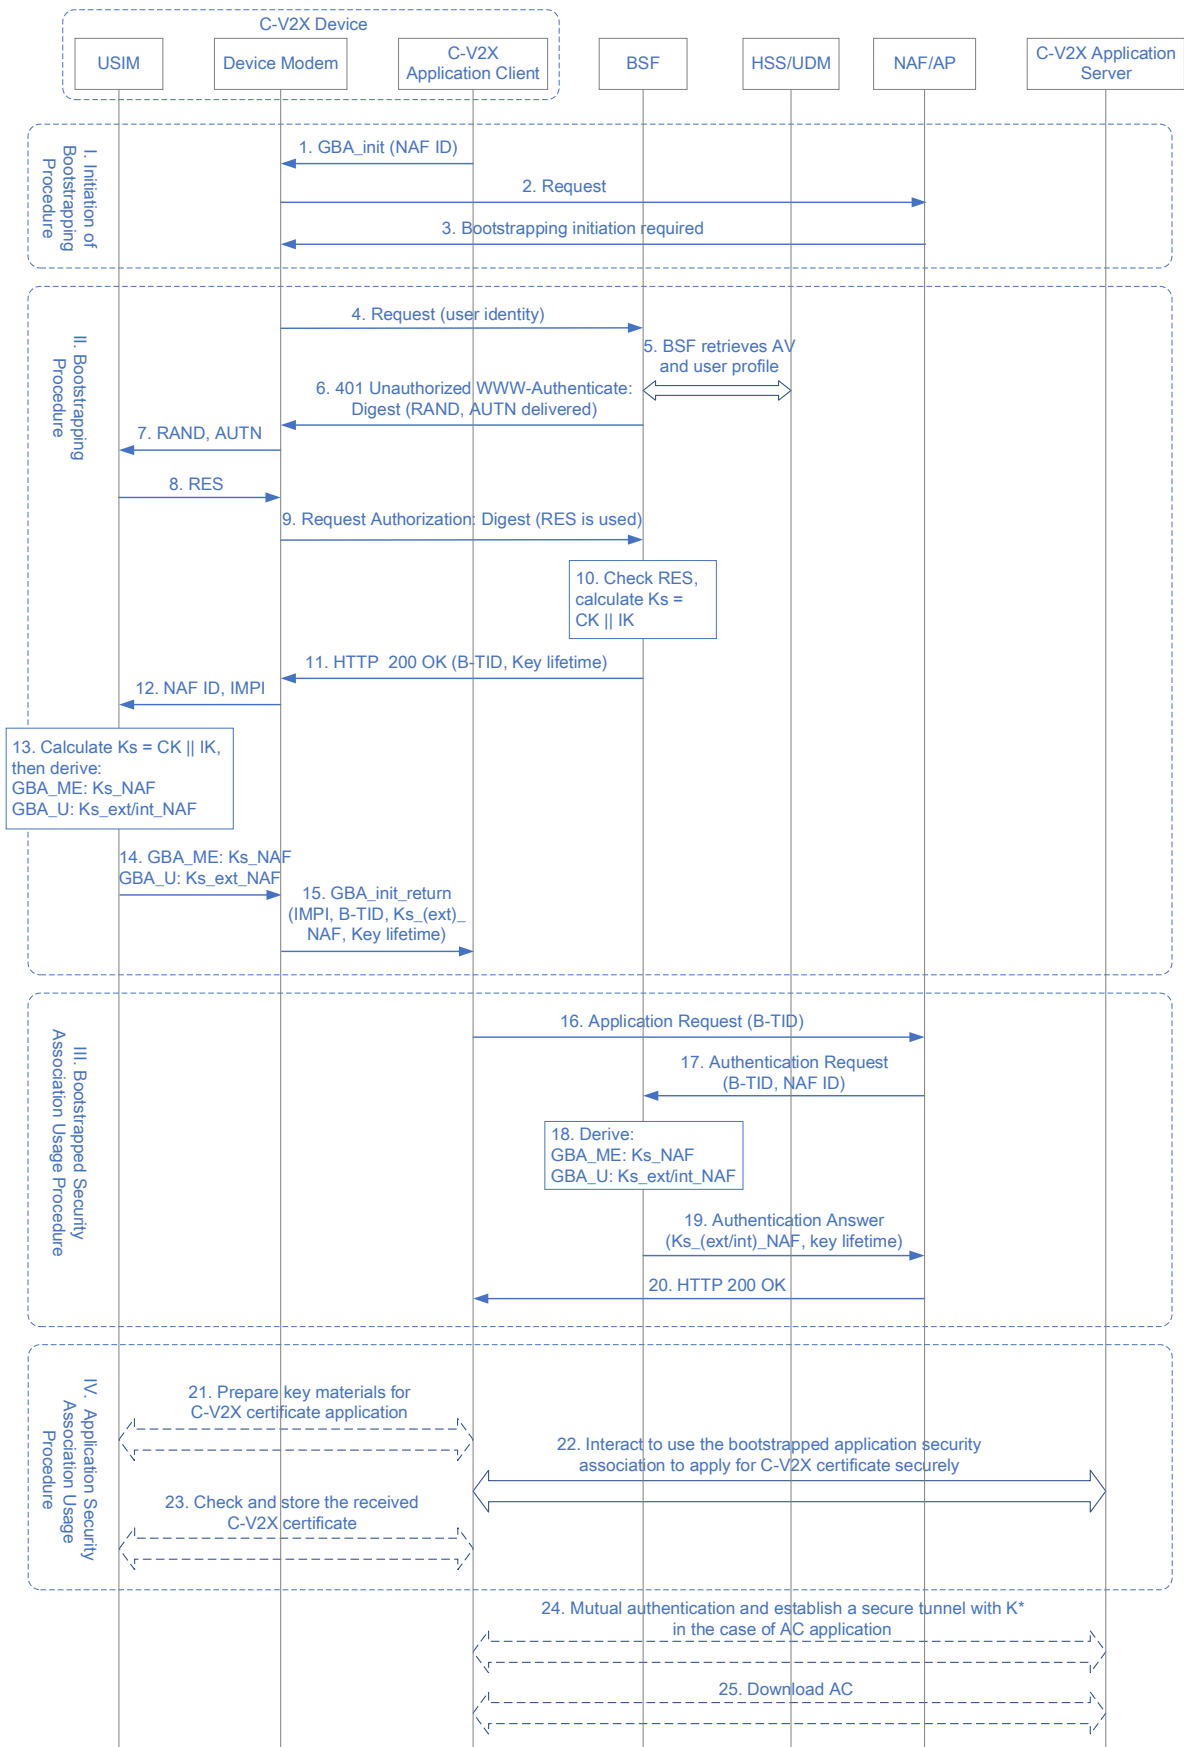 C-V2X Device
USIM
Device Modem
C-V2X
Application Client
BSF
HSS/UDM
NAF/AP
C-V2X Application
Server
I. Initiation of
Bootstrapping
Procedure
1. GBA_init (NAF ID)
2. Request
3. Bootstrapping initiation required
II. Bootstrapping
Procedure
4. Request (user identity)
5. BSF retrieves AV
and user profile
6. 401 Unauthorized WWW-Authenticate:
Digest (RAND, AUTN delivered)
7. RAND, AUTN
8. RES
9. Request Authorization: Digest (RES is used)
10. Check RES,
calculate Ks =
CK || IK
11. HTTP 200 OK (B-TID, Key lifetime)
12. NAF ID, IMPI
13. Calculate Ks = CK || IK,
then derive:
GBA_ME: Ks_NAF
GBA_U: Ks_ext/int_NAF
14. GBA_ME: Ks_NAF
GBA_U: Ks_ext_NAF
15. GBA_init_return
(IMPI, B-TID, Ks_(ext)_
NAF, Key lifetime)
III. Bootstrapped Security
Association Usage Procedure
16. Application Request (B-TID)
17. Authentication Request
(B-TID, NAF ID)
18. Derive:
GBA_ME: Ks_NAF
GBA_U: Ks_ext/int_NAF
19. Authentication Answer
(Ks_(ext/int)_NAF, key lifetime)
20. HTTP 200 OK
IV. Application Security
Association Usage
Procedure
21. Prepare key materials for
C-V2X certificate application
22. Interact to use the bootstrapped application security
association to apply for C-V2X certificate securely
23. Check and store the received
C-V2X certificate
24. Mutual authentication and establish a secure tunnel with K*
in the case of AC application
25. Download AC